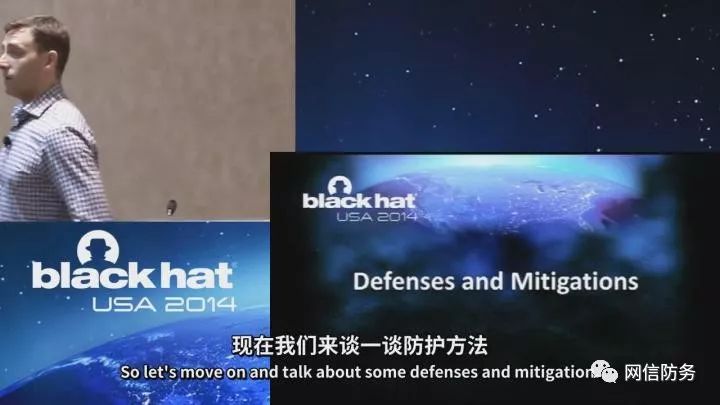 black hat
USA 2014
Defenses and Mitigations
black hat
USA 2014
现在我们来谈一谈防护方法
So let's move on and talk about some defenses and mitigation
网信防务